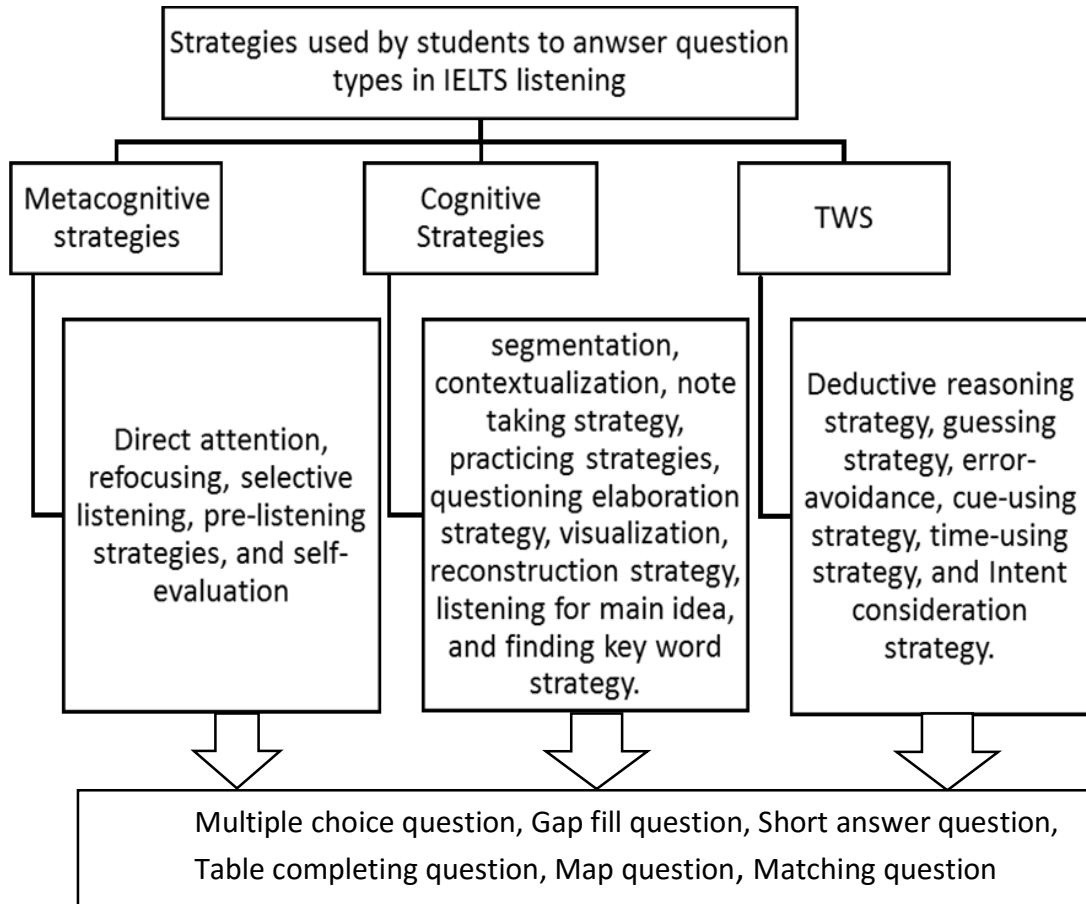 Strategies used by students to anwser question
types in IELTS listening
Metacognitive
strategies
Cognitive
Strategies
TWS
Direct attention,
refocusing, selective
listening, pre-listening
strategies, and self-
evaluation
segmentation,
contextualization, note
taking strategy,
practicing strategies,
questioning elaboration
strategy, visualization,
reconstruction strategy,
listening for main idea,
and finding key word
strategy.
Deductive reasoning
strategy, guessing
strategy, error-
avoidance, cue-using
strategy, time-using
strategy, and Intent
consideration
strategy.
Multiple choice question, Gap fill question, Short answer question,
Table completing question, Map question, Matching question